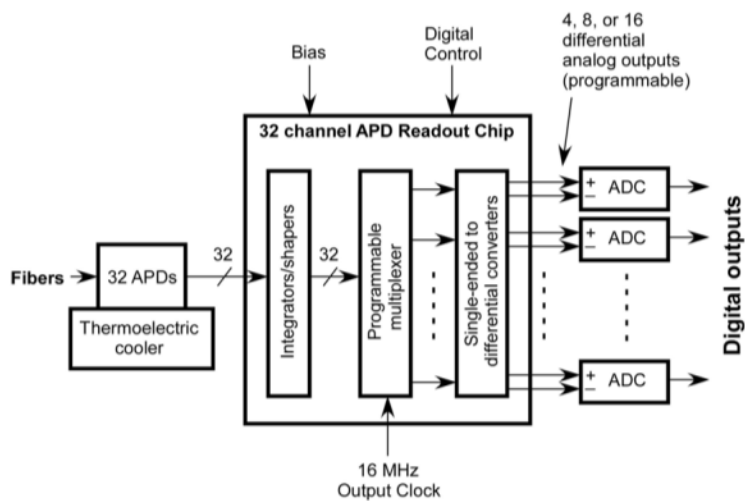 Bias
Digital
Control
4, 8, or 16
differential
analog outputs
(programmable)
32 channel APD Readout Chip
Fibers
32 APDs
Thermoelectric
cooler
32
Integrators/shapers
32
Programmable
multiplexer
Single-ended to
differential converters
+
–
ADC
+
–
ADC
+
–
ADC
Digital outputs
16 MHz
Output Clock